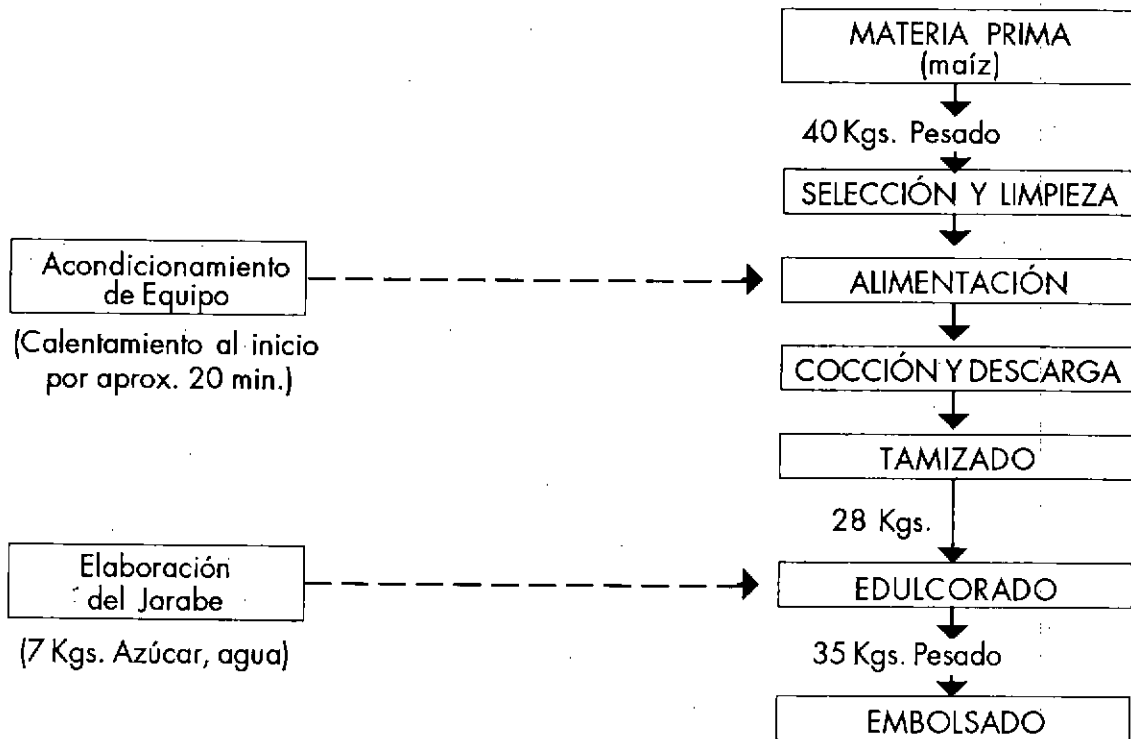 MATERIA PRIMA
(maíz)
40 Kgs. Pesado
SELECCIÓN Y LIMPIEZA
Acondicionamiento
de Equipo
(Calentamiento al inicio
por aprox. 20 min.)
ALIMENTACIÓN
COCCIÓN Y DESCARGA
TAMIZADO
28 Kgs.
Elaboración
del Jarabe
(7 Kgs. Azúcar, agua)
EDULCORADO
35 Kgs. Pesado
EMBOLSADO